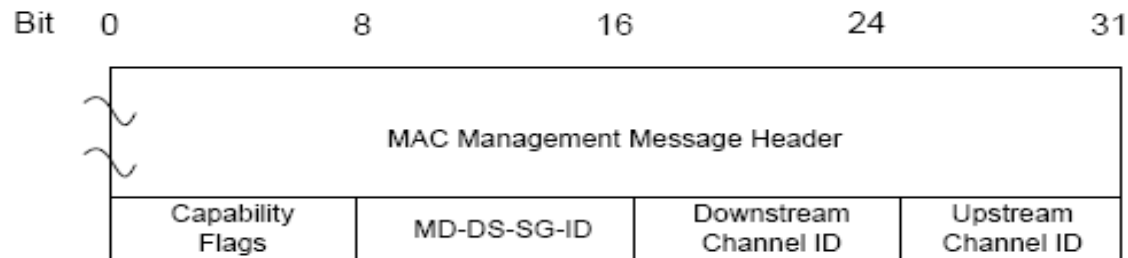 Bit 0 8 16 24 31
MAC Management Message Header
Capability Flags MD-DS-SG-ID Downstream Channel ID Upstream Channel ID